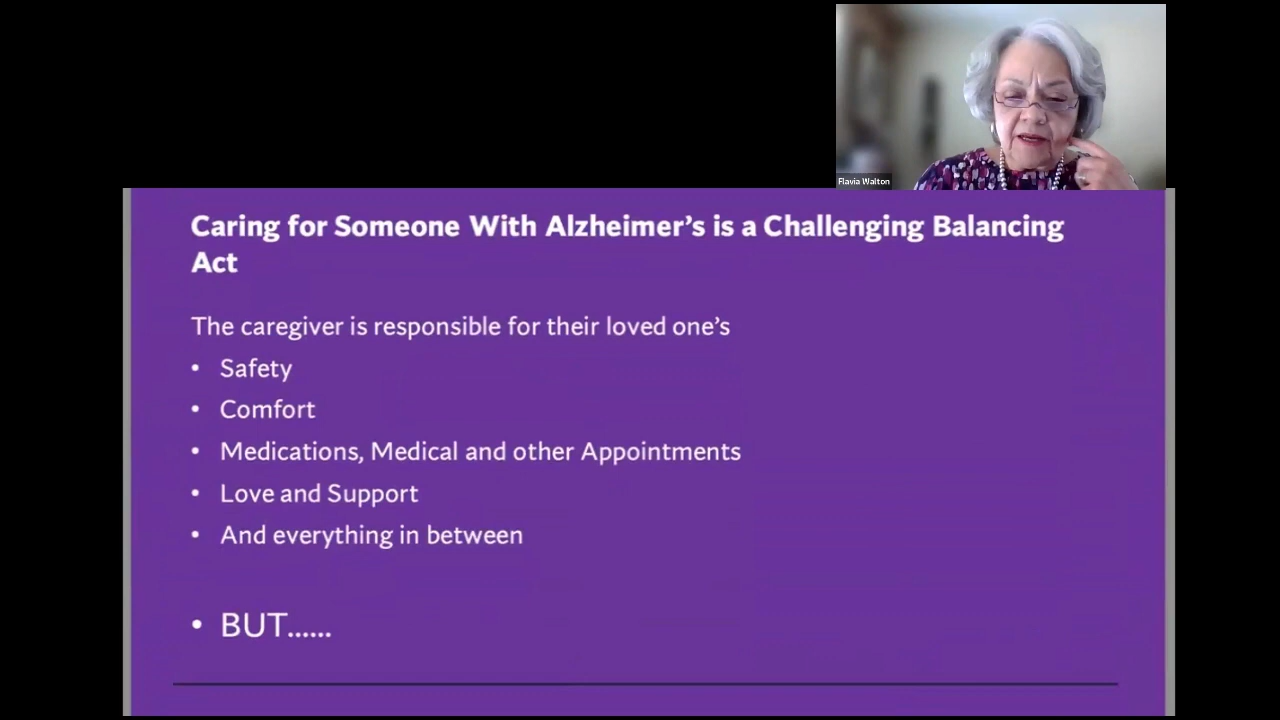 Flavia Walton
Caring for Someone With Alzheimer’s is a Challenging Balancing
Act
The caregiver is responsible for their loved one’s
• Safety
• Comfort
• Medications, Medical and other Appointments
• Love and Support
• And everything in between
• BUT......